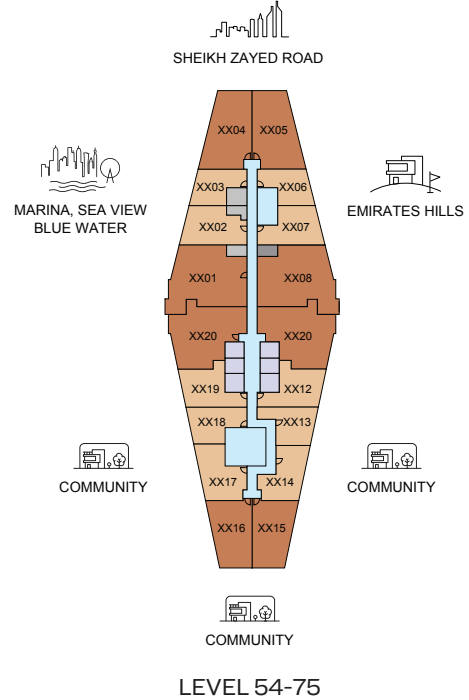 SHEIKH ZAYED ROAD
XX04 XX05
XX03 XX06
MARINA, SEA VIEW
BLUE WATER
EMIRATES HILLS
XX02 XX07
XX01 XX08
XX20 XX20
XX19 XX12
XX18 XX13
XX17 XX14
COMMUNITY
COMMUNITY
XX16 XX15
COMMUNITY
LEVEL 54-75